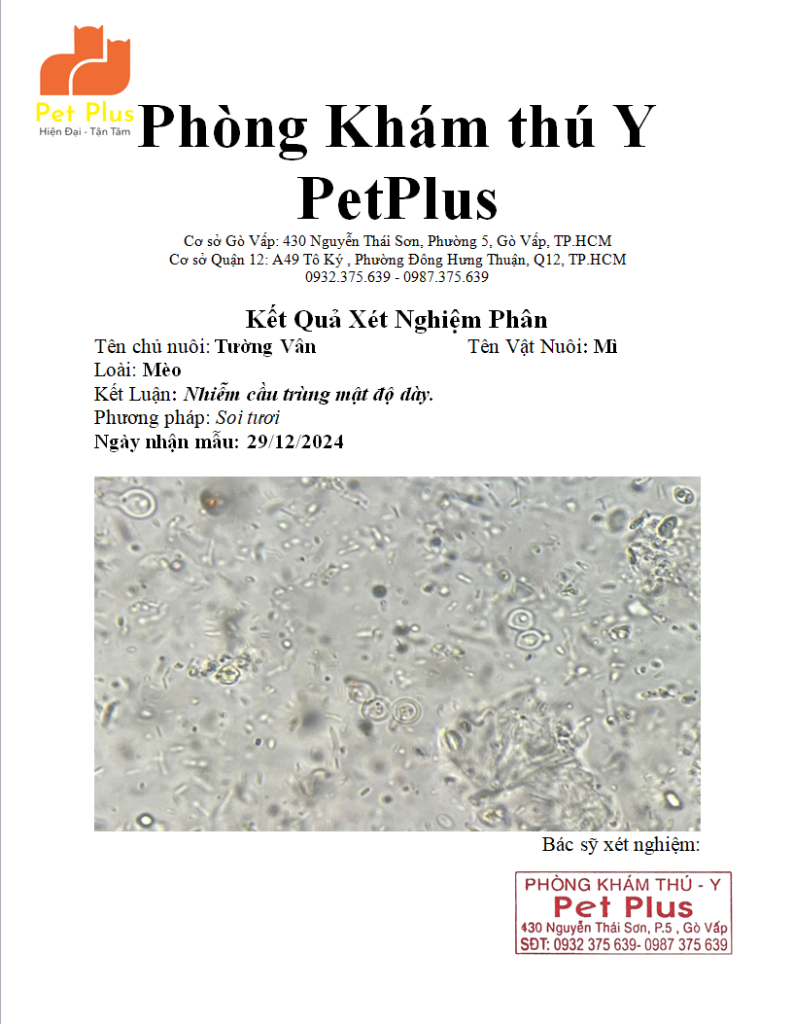 Pet Plus
Hiện Đại - Tận Tâm
Phòng Khám thú Y
PetPlus
Cơ sở Gò Vấp: 430 Nguyễn Thái Sơn, Phường 5, Gò Vấp, TP.HCM
Cơ sở Quận 12: A49 Tô Ký , Phường Đông Hưng Thuận, Q12, TP.HCM
0932.375.639 - 0987.375.639
Kết Quả Xét Nghiệm Phân
Tên chủ nuôi: Tường Vân Tên Vật Nuôi: Mì
Loài: Mèo
Kết Luận: Nhiễm cầu trùng mật độ dày.
Phương pháp: Soi tươi
Ngày nhận mẫu: 29/12/2024
Bác sỹ xét nghiệm:
PHÒNG KHÁM THÚ - Y
Pet Plus
430 Nguyễn Thái Sơn, P.5 , Gò Vấp
SĐT: 0932 375 639- 0987 375 639